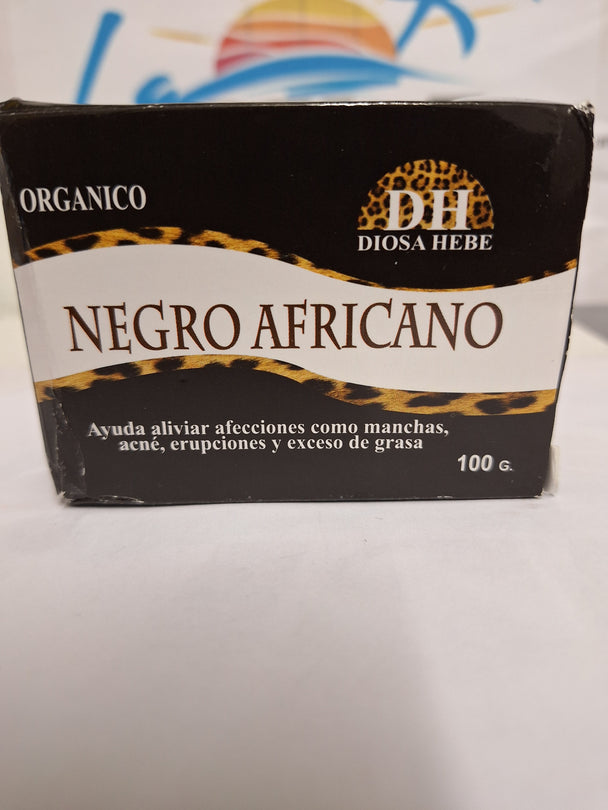 ORGANICO
DH
DIOSA HEBE
NEGRO AFRICANO
Ayuda aliviar afecciones como manchas,
acné, erupciones y exceso de grasa
100 G.